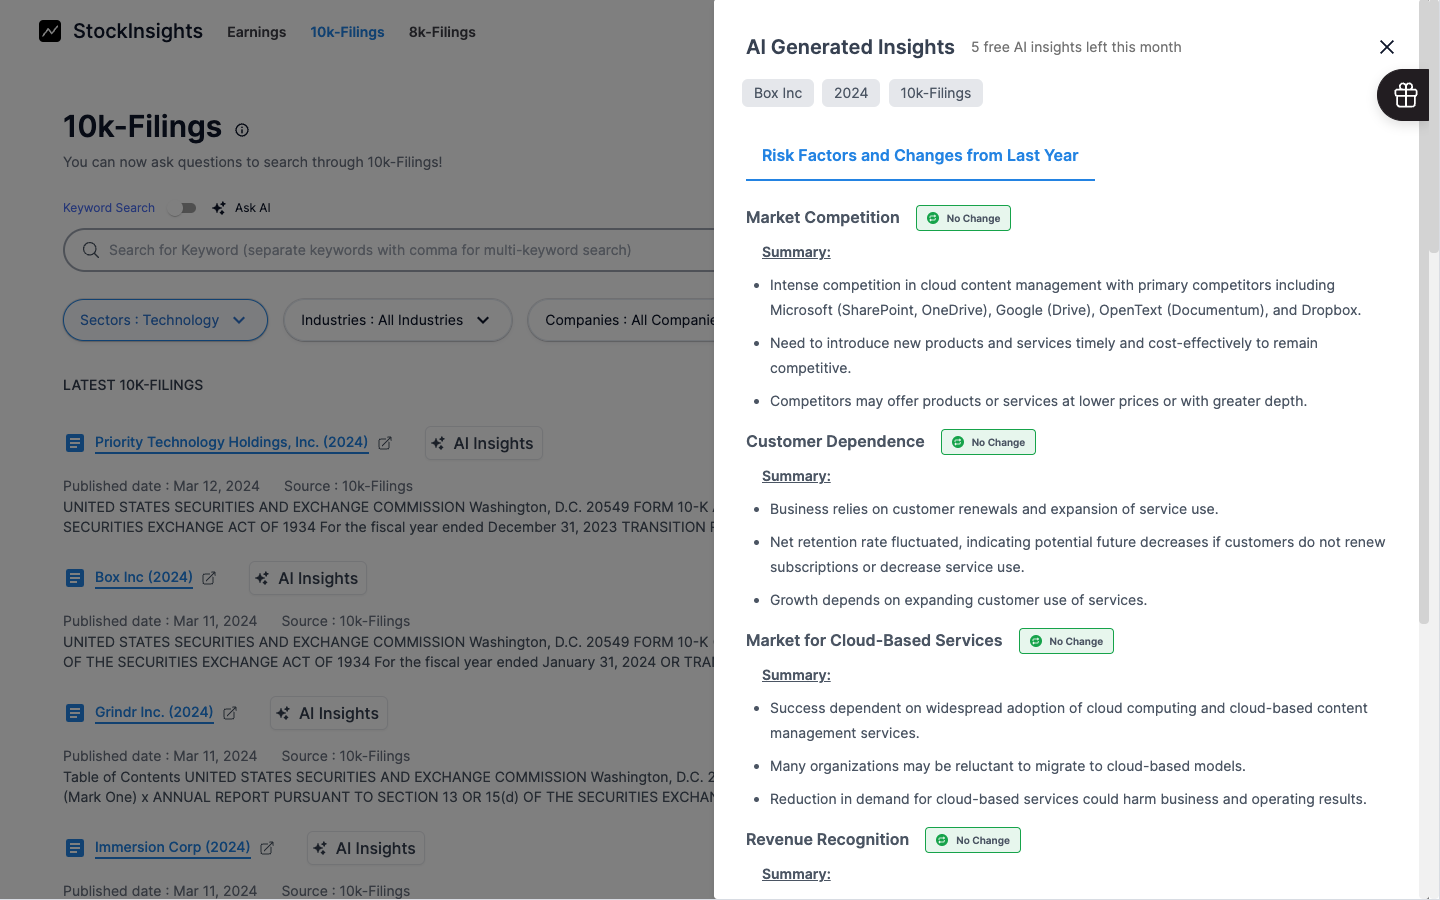 StockInsights Earnings 10k-Filings 8k-Filings
10k-Filings
You can now ask questions to search through 10k-Filings!
Keyword Search Ask AI
Search for Keyword (separate keywords with comma for multi-keyword search)
Sectors : Technology Industries : All Industries Companies : All Companie
LATEST 10K-FILINGS
Priority Technology Holdings, Inc. (2024) AI Insights
Published date : Mar 12, 2024 Source : 10k-Filings
UNITED STATES SECURITIES AND EXCHANGE COMMISSION Washington, D.C. 20549 FORM 10-K
SECURITIES EXCHANGE ACT OF 1934 For the fiscal year ended December 31, 2023 TRANSITION
Box Inc (2024) AI Insights
Published date : Mar 11, 2024 Source : 10k-Filings
UNITED STATES SECURITIES AND EXCHANGE COMMISSION Washington, D.C. 20549 FORM 10-K
OF THE SECURITIES EXCHANGE ACT OF 1934 For the fiscal year ended January 31, 2024 OR TRA
Grindr Inc. (2024) AI Insights
Published date : Mar 11, 2024 Source : 10k-Filings
Table of Contents UNITED STATES SECURITIES AND EXCHANGE COMMISSION Washington, D.C. 2
(Mark One) x ANNUAL REPORT PURSUANT TO SECTION 13 OR 15(d) OF THE SECURITIES EXCHAN
Immersion Corp (2024) AI Insights
Published date : Mar 11, 2024 Source : 10k-Filings
AI Generated Insights 5 free AI insights left this month
Box Inc 2024 10k-Filings
Risk Factors and Changes from Last Year
Market Competition No Change
Summary:
Intense competition in cloud content management with primary competitors including
Microsoft (SharePoint, OneDrive), Google (Drive), OpenText (Documentum), and Dropbox.
Need to introduce new products and services timely and cost-effectively to remain
competitive.
Competitors may offer products or services at lower prices or with greater depth.
Customer Dependence No Change
Summary:
Business relies on customer renewals and expansion of service use.
Net retention rate fluctuated, indicating potential future decreases if customers do not renew
subscriptions or decrease service use.
Growth depends on expanding customer use of services.
Market for Cloud-Based Services No Change
Summary:
Success dependent on widespread adoption of cloud computing and cloud-based content
management services.
Many organizations may be reluctant to migrate to cloud-based models.
Reduction in demand for cloud-based services could harm business and operating results.
Revenue Recognition No Change
Summary: